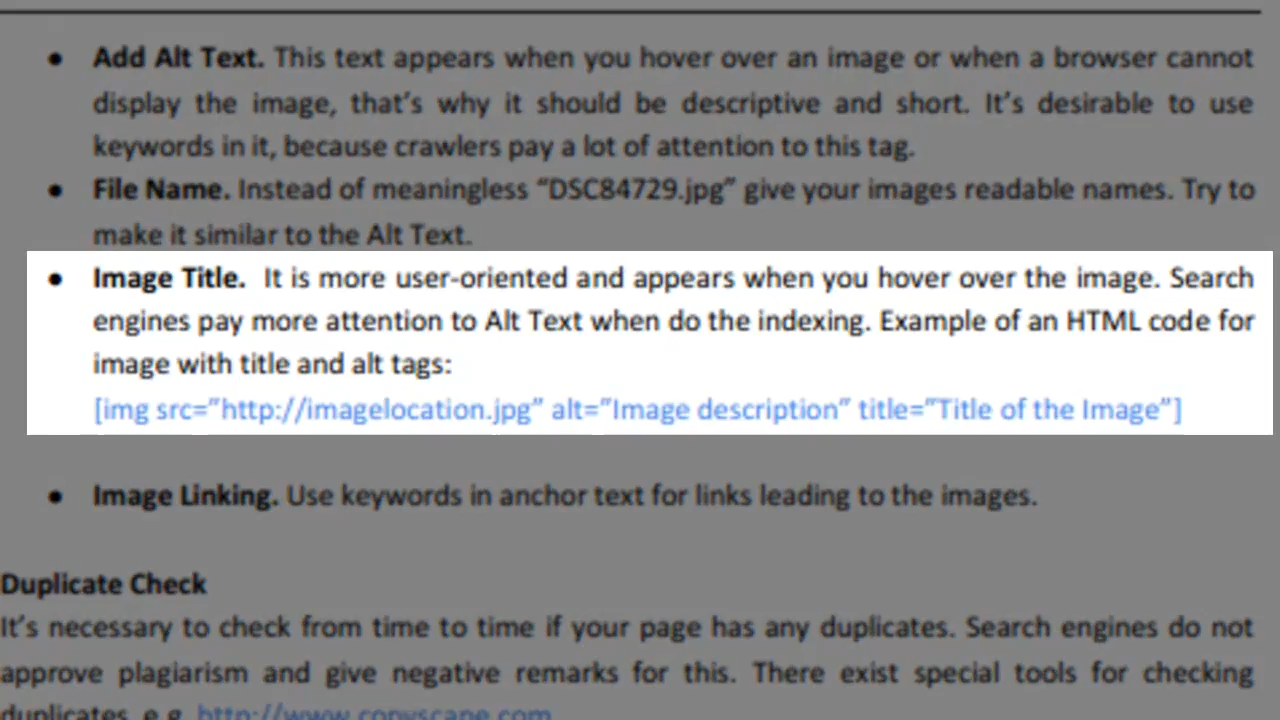 ● Add Alt Text. This text appears when you hover over an image or when a browser cannot
display the image, that’s why it should be descriptive and short. It’s desirable to use
keywords in it, because crawlers pay a lot of attention to this tag.
● File Name. Instead of meaningless “DSC84729.jpg” give your images readable names. Try to
make it similar to the Alt Text.
● Image Title.  It is more user-oriented and appears when you hover over the image. Search
engines pay more attention to Alt Text when do the indexing. Example of an HTML code for
image with title and alt tags:
[img src=”http://imagelocation.jpg” alt=”Image description” title=”Title of the Image”]
● Image Linking. Use keywords in anchor text for links leading to the images.
Duplicate Check
It’s necessary to check from time to time if your page has any duplicates. Search engines do not
approve plagiarism and give negative remarks for this. There exist special tools for checking
duplicates, e.g. http://www.copyscape.com